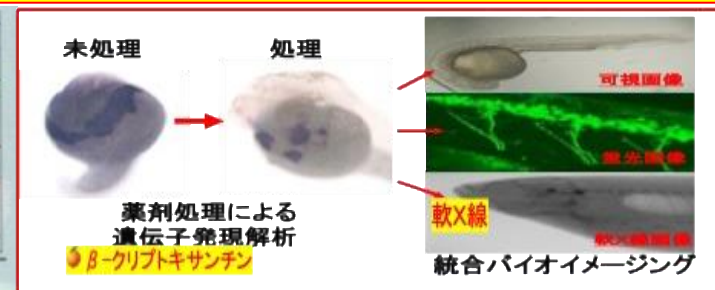 未処理
処理
可視画像
蛍光画像
軟X線
軟X線画像
薬剤処理による
遺伝子発現解析
β-クリプトキサンチン
統合バイオイメージング